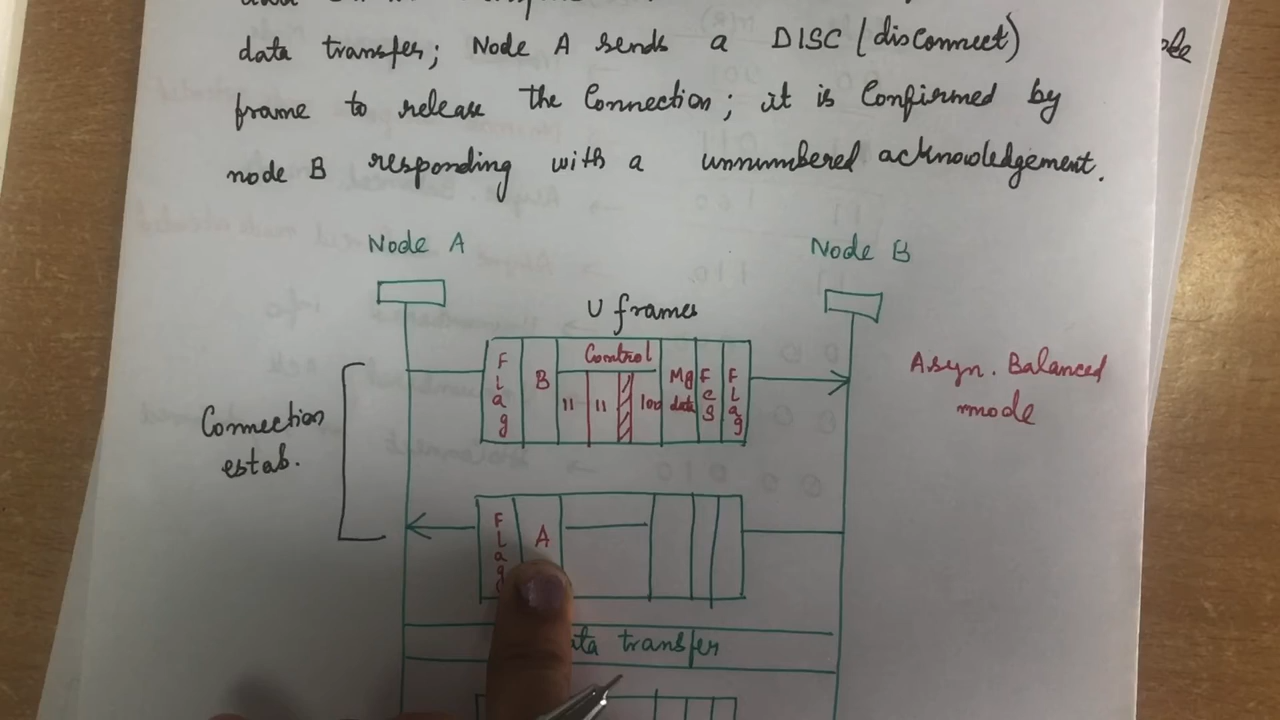 data transfer; Node A sends a DISC (disconnect)
frame to release the Connection; it is Confirmed by
node B responding with a unnumbered acknowledgement.
Node A
Node B
U frames
Flag
B
Control
11
11
100
Mg data
FCS
Flag
Asyn. Balanced
mode
Connection
estab.
Flag
A
data transfer